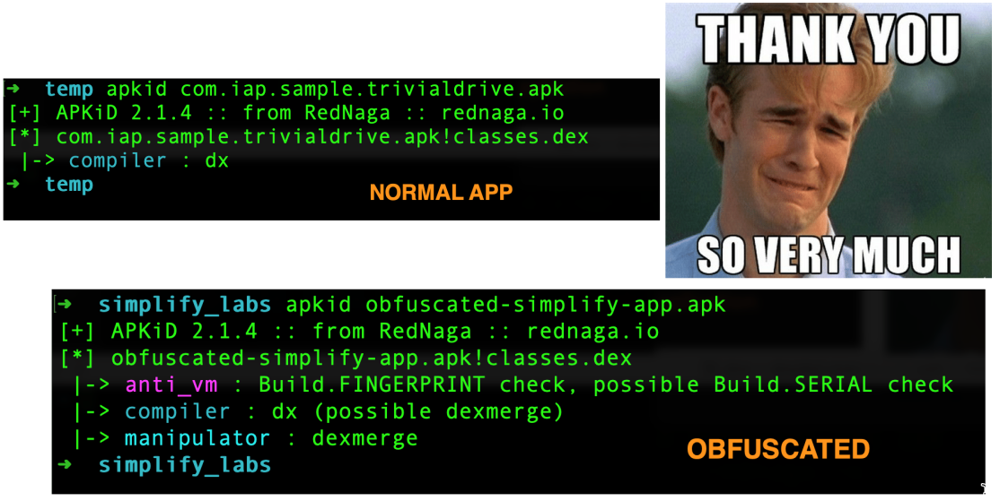 THANK YOU
SO VERY MUCH
➜ temp apkid com.iap.sample.trivialdrive.apk
[+] APKiD 2.1.4 :: from RedNaga :: rednaga.io
[*] com.iap.sample.trivialdrive.apk!classes.dex
|-> compiler : dx
➜ temp
NORMAL APP
[➜ simplify_labs apkid obfuscated-simplify-app.apk
[+] APKiD 2.1.4 :: from RedNaga :: rednaga.io
[*] obfuscated-simplify-app.apk!classes.dex
|-> anti_vm : Build.FINGERPRINT check, possible Build.SERIAL check
|-> compiler : dx (possible dexmerge)
|-> manipulator : dexmerge
➜ simplify_labs
OBFUSCATED